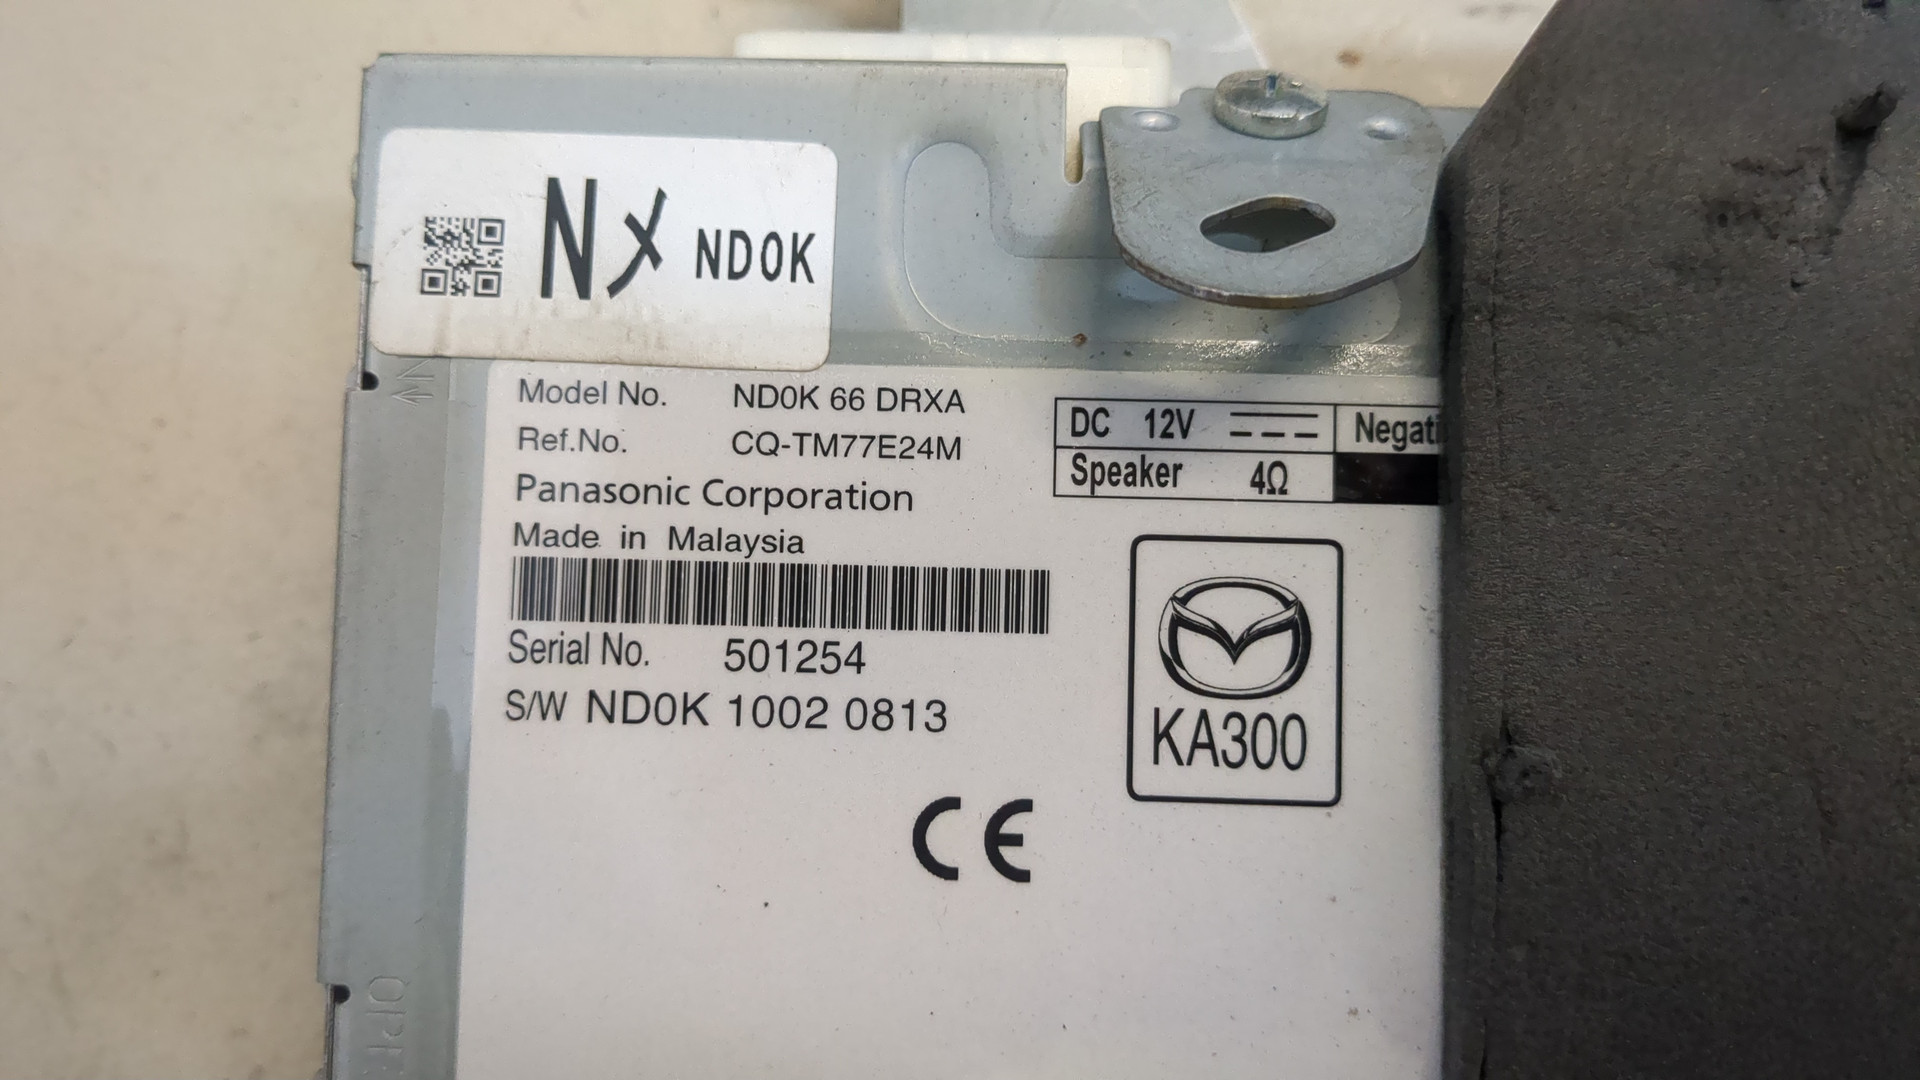 NX ND0K
Model No. ND0K 66 DRXA
Ref.No. CQ-TM77E24M
Panasonic Corporation
Made in Malaysia
Serial No. 501254
S/W ND0K 1002 0813
DC 12V
Speaker 4Ω
KA300
CE